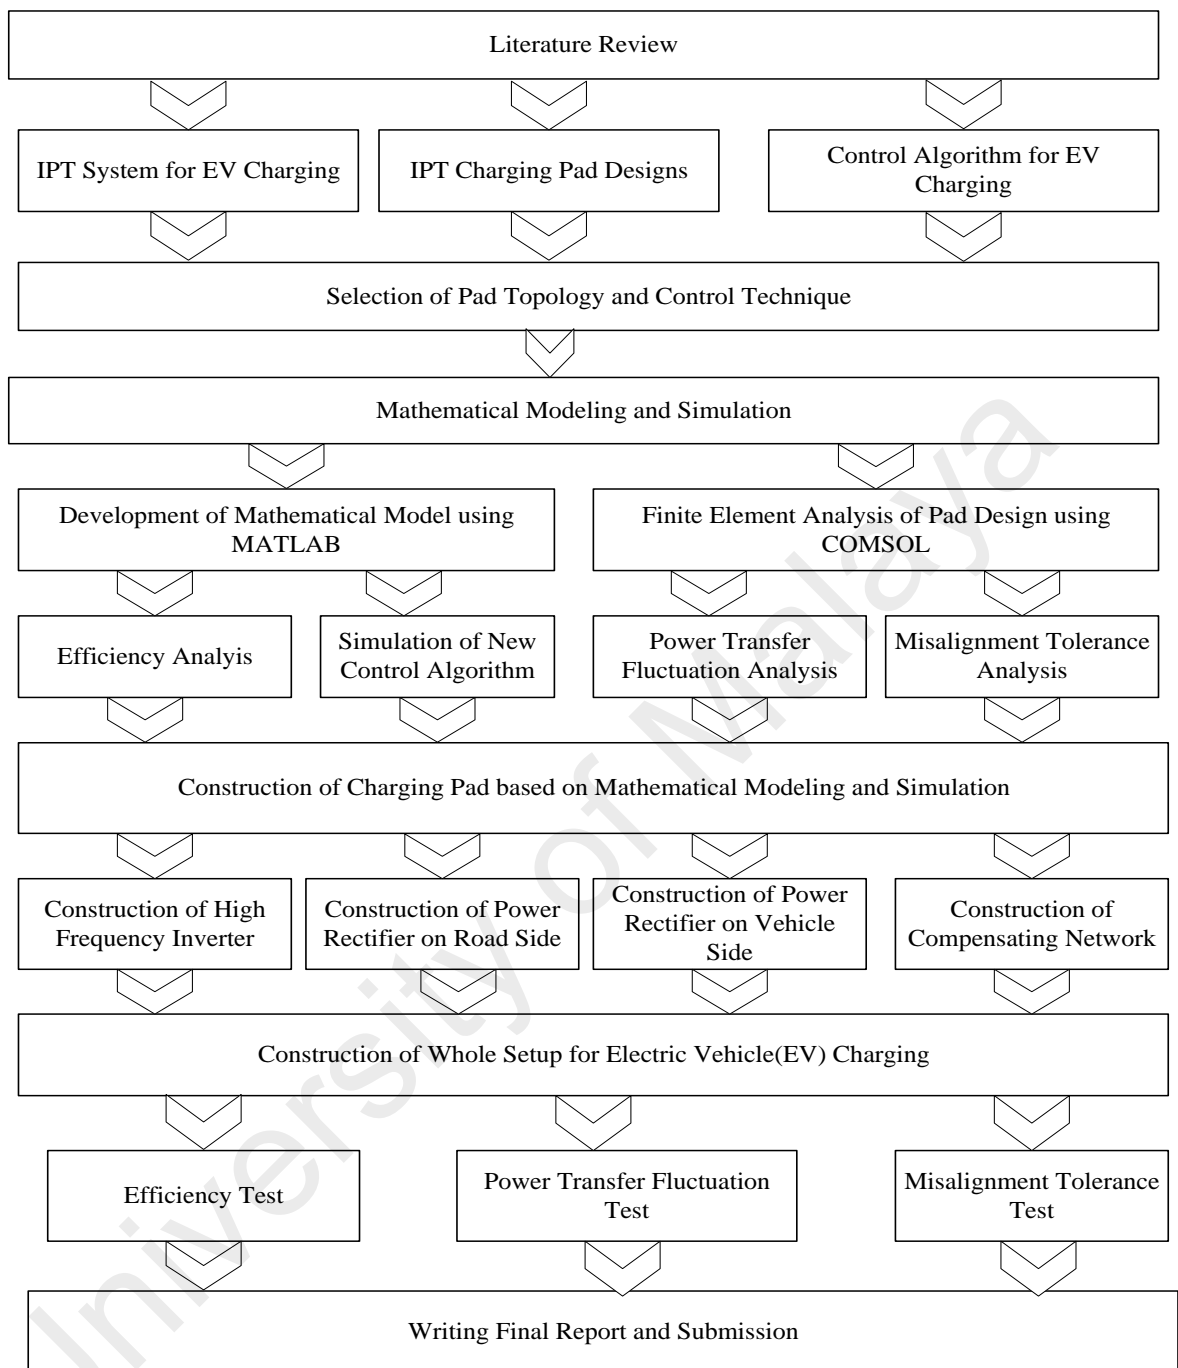 Literature Review
IPT System for EV Charging
IPT Charging Pad Designs
Control Algorithm for EV
Charging
Selection of Pad Topology and Control Technique
Mathematical Modeling and Simulation
Development of Mathematical Model using
MATLAB
Finite Element Analysis of Pad Design using
COMSOL
Efficiency Analyis
Simulation of New
Control Algorithm
Power Transfer
Fluctuation Analysis
Misalignment Tolerance
Analysis
Construction of Charging Pad based on Mathematical Modeling and Simulation
Construction of High
Frequency Inverter
Construction of Power
Rectifier on Road Side
Construction of Power
Rectifier on Vehicle
Side
Construction of
Compensating Network
Construction of Whole Setup for Electric Vehicle(EV) Charging
Efficiency Test
Power Transfer Fluctuation
Test
Misalignment Tolerance
Test
Writing Final Report and Submission
University of Malaya